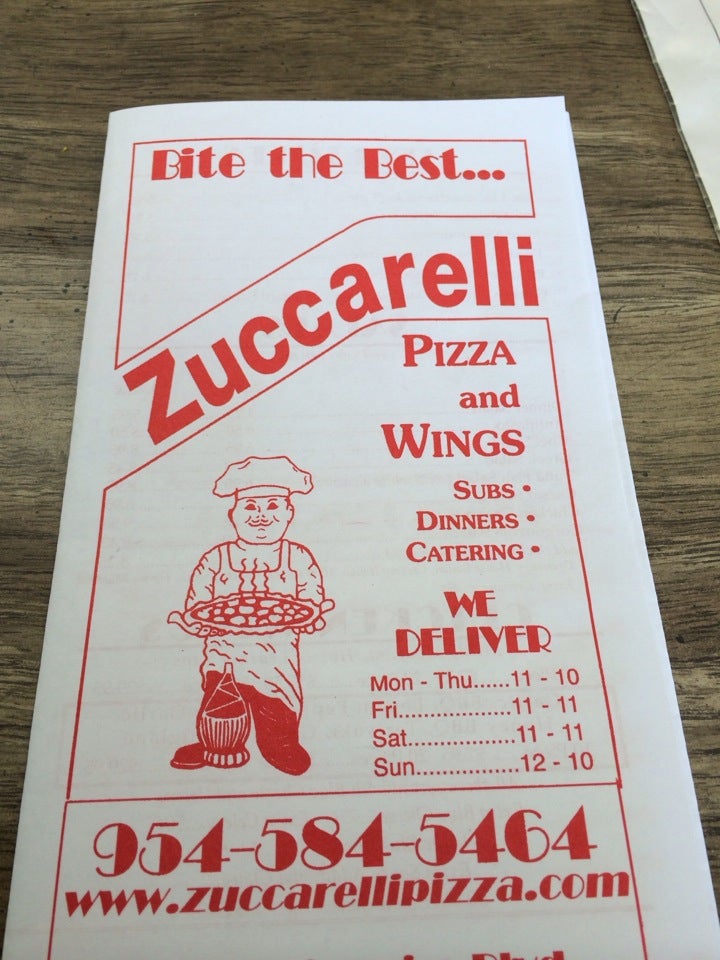 Bite the Best...
Zuccarelli
PIZZA
and
WINGS
SUBS •
DINNERS •
CATERING •
WE
DELIVER
Mon - Thu......11 - 10
Fri..................11 - 11
Sat.................11 - 11
Sun................12 - 10
954-584-5464
www.zuccarellipizza.com
Blvd